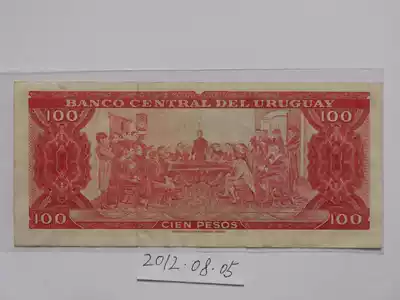 BANCO CENTRAL DEL URUGUAY
100 100
100 100
CIEN PESOS
2012.08.05